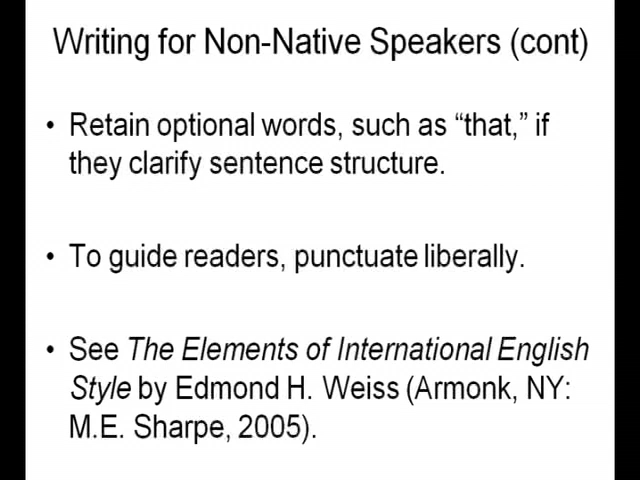 Writing for Non-Native Speakers (cont)
• Retain optional words, such as “that,” if
they clarify sentence structure.
• To guide readers, punctuate liberally.
• See The Elements of International English
Style by Edmond H. Weiss (Armonk, NY:
M.E. Sharpe, 2005).